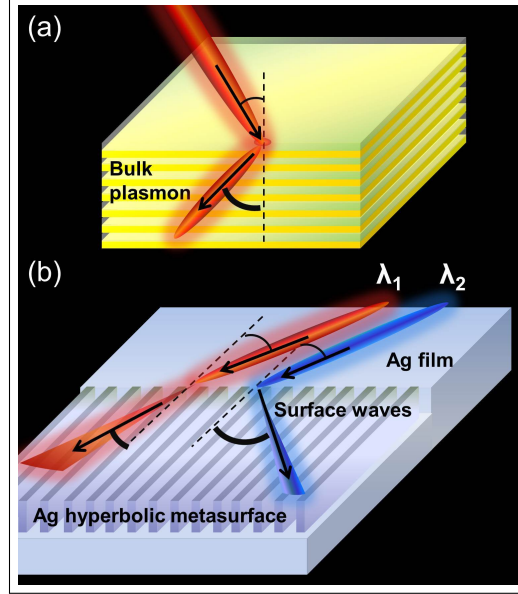 (a)
Bulk
plasmon
(b)
λ1 λ2
Ag film
Surface waves
Ag hyperbolic metasurface